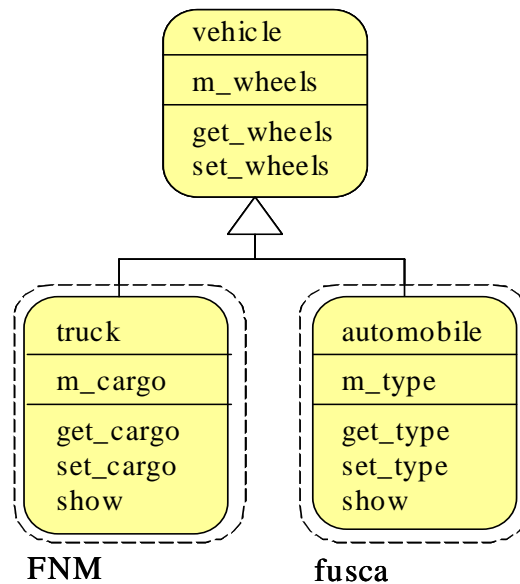 vehicle
m_wheels
get_wheels
set_wheels
truck
m_cargo
get_cargo
set_cargo
show
FNM
automobile
m_type
get_type
set_type
show
fusca